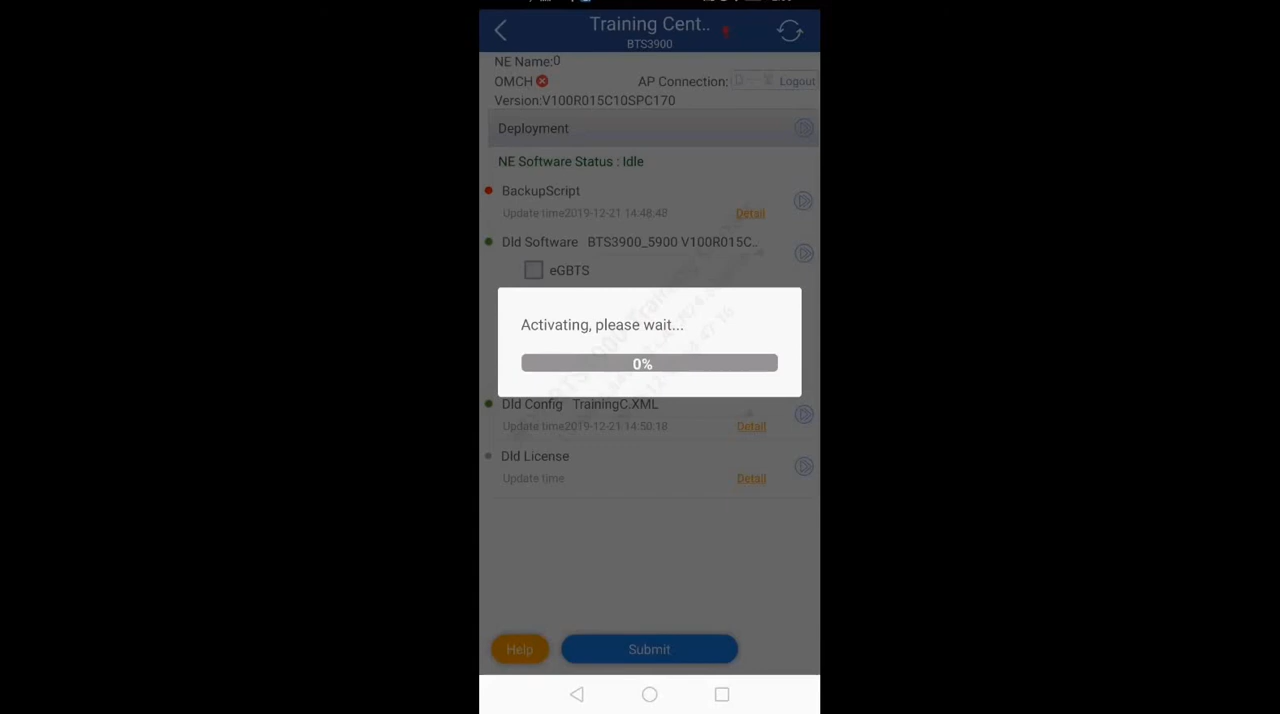 Training Cent..
BTS3900
NE Name:0
OMCH
AP Connection:
Logout
Version:V100R015C10SPC170
Deployment
NE Software Status : Idle
BackupScript
Update time2019-12-21 14:48:48
Detail
Dld Software BTS3900_5900 V100R015C..
eGBTS
Activating, please wait...
0%
Dld Config TrainingC.XML
Update time2019-12-21 14:50:18
Detail
Dld License
Update time
Detail
Help
Submit